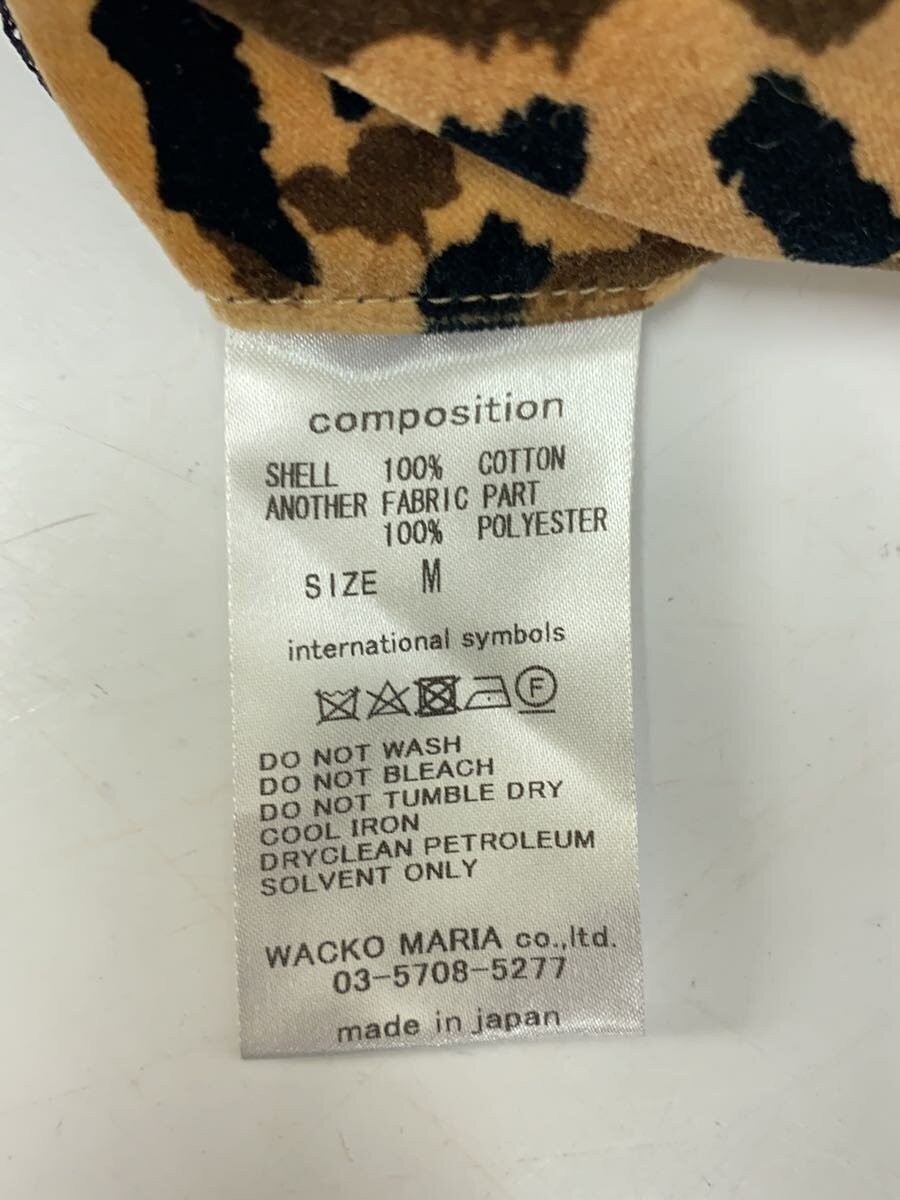 composition
SHELL 100% COTTON
ANOTHER FABRIC PART
100% POLYESTER
SIZE M
international symbols
F
DO NOT WASH
DO NOT BLEACH
DO NOT TUMBLE DRY
COOL IRON
DRYCLEAN PETROLEUM
SOLVENT ONLY
WACKO MARIA co.,ltd.
03-5708-5277
made in japan